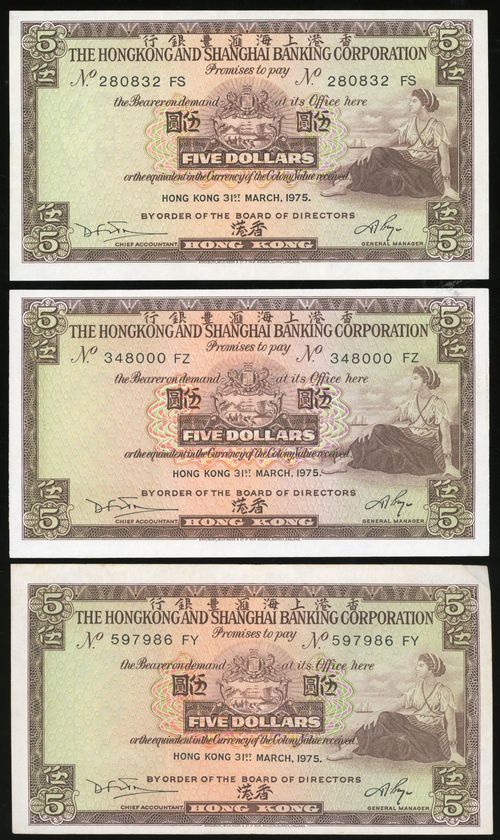 5 行銀豐滙海上港香 5
伍 THE HONGKONG AND SHANGHAI BANKING CORPORATION 伍
Promises to pay
Nº 280832 FS Nº 280832 FS
the Bearer on demand at its Office here
圓伍 圓伍
FIVE DOLLARS
or the equivalent in the Currency of the Colony Value received
HONG KONG 31ST MARCH, 1975.
BY ORDER OF THE BOARD OF DIRECTORS
伍 港香 伍
5 CHIEF ACCOUNTANT. HONG KONG GENERAL MANAGER. 5
5 行銀豐滙海上港香 5
伍 THE HONGKONG AND SHANGHAI BANKING CORPORATION 伍
Promises to pay
Nº 348000 FZ Nº 348000 FZ
the Bearer on demand at its Office here
圓伍 圓伍
FIVE DOLLARS
or the equivalent in the Currency of the Colony Value received
HONG KONG 31ST MARCH, 1975.
BY ORDER OF THE BOARD OF DIRECTORS
伍 港香 伍
5 CHIEF ACCOUNTANT. HONG KONG GENERAL MANAGER. 5
5 行銀豐滙海上港香 5
伍 THE HONGKONG AND SHANGHAI BANKING CORPORATION 伍
Promises to pay
Nº 597986 FY Nº 597986 FY
the Bearer on demand at its Office here
圓伍 圓伍
FIVE DOLLARS
or the equivalent in the Currency of the Colony Value received
HONG KONG 31ST MARCH, 1975.
BY ORDER OF THE BOARD OF DIRECTORS
伍 港香 伍
5 CHIEF ACCOUNTANT. HONG KONG GENERAL MANAGER. 5